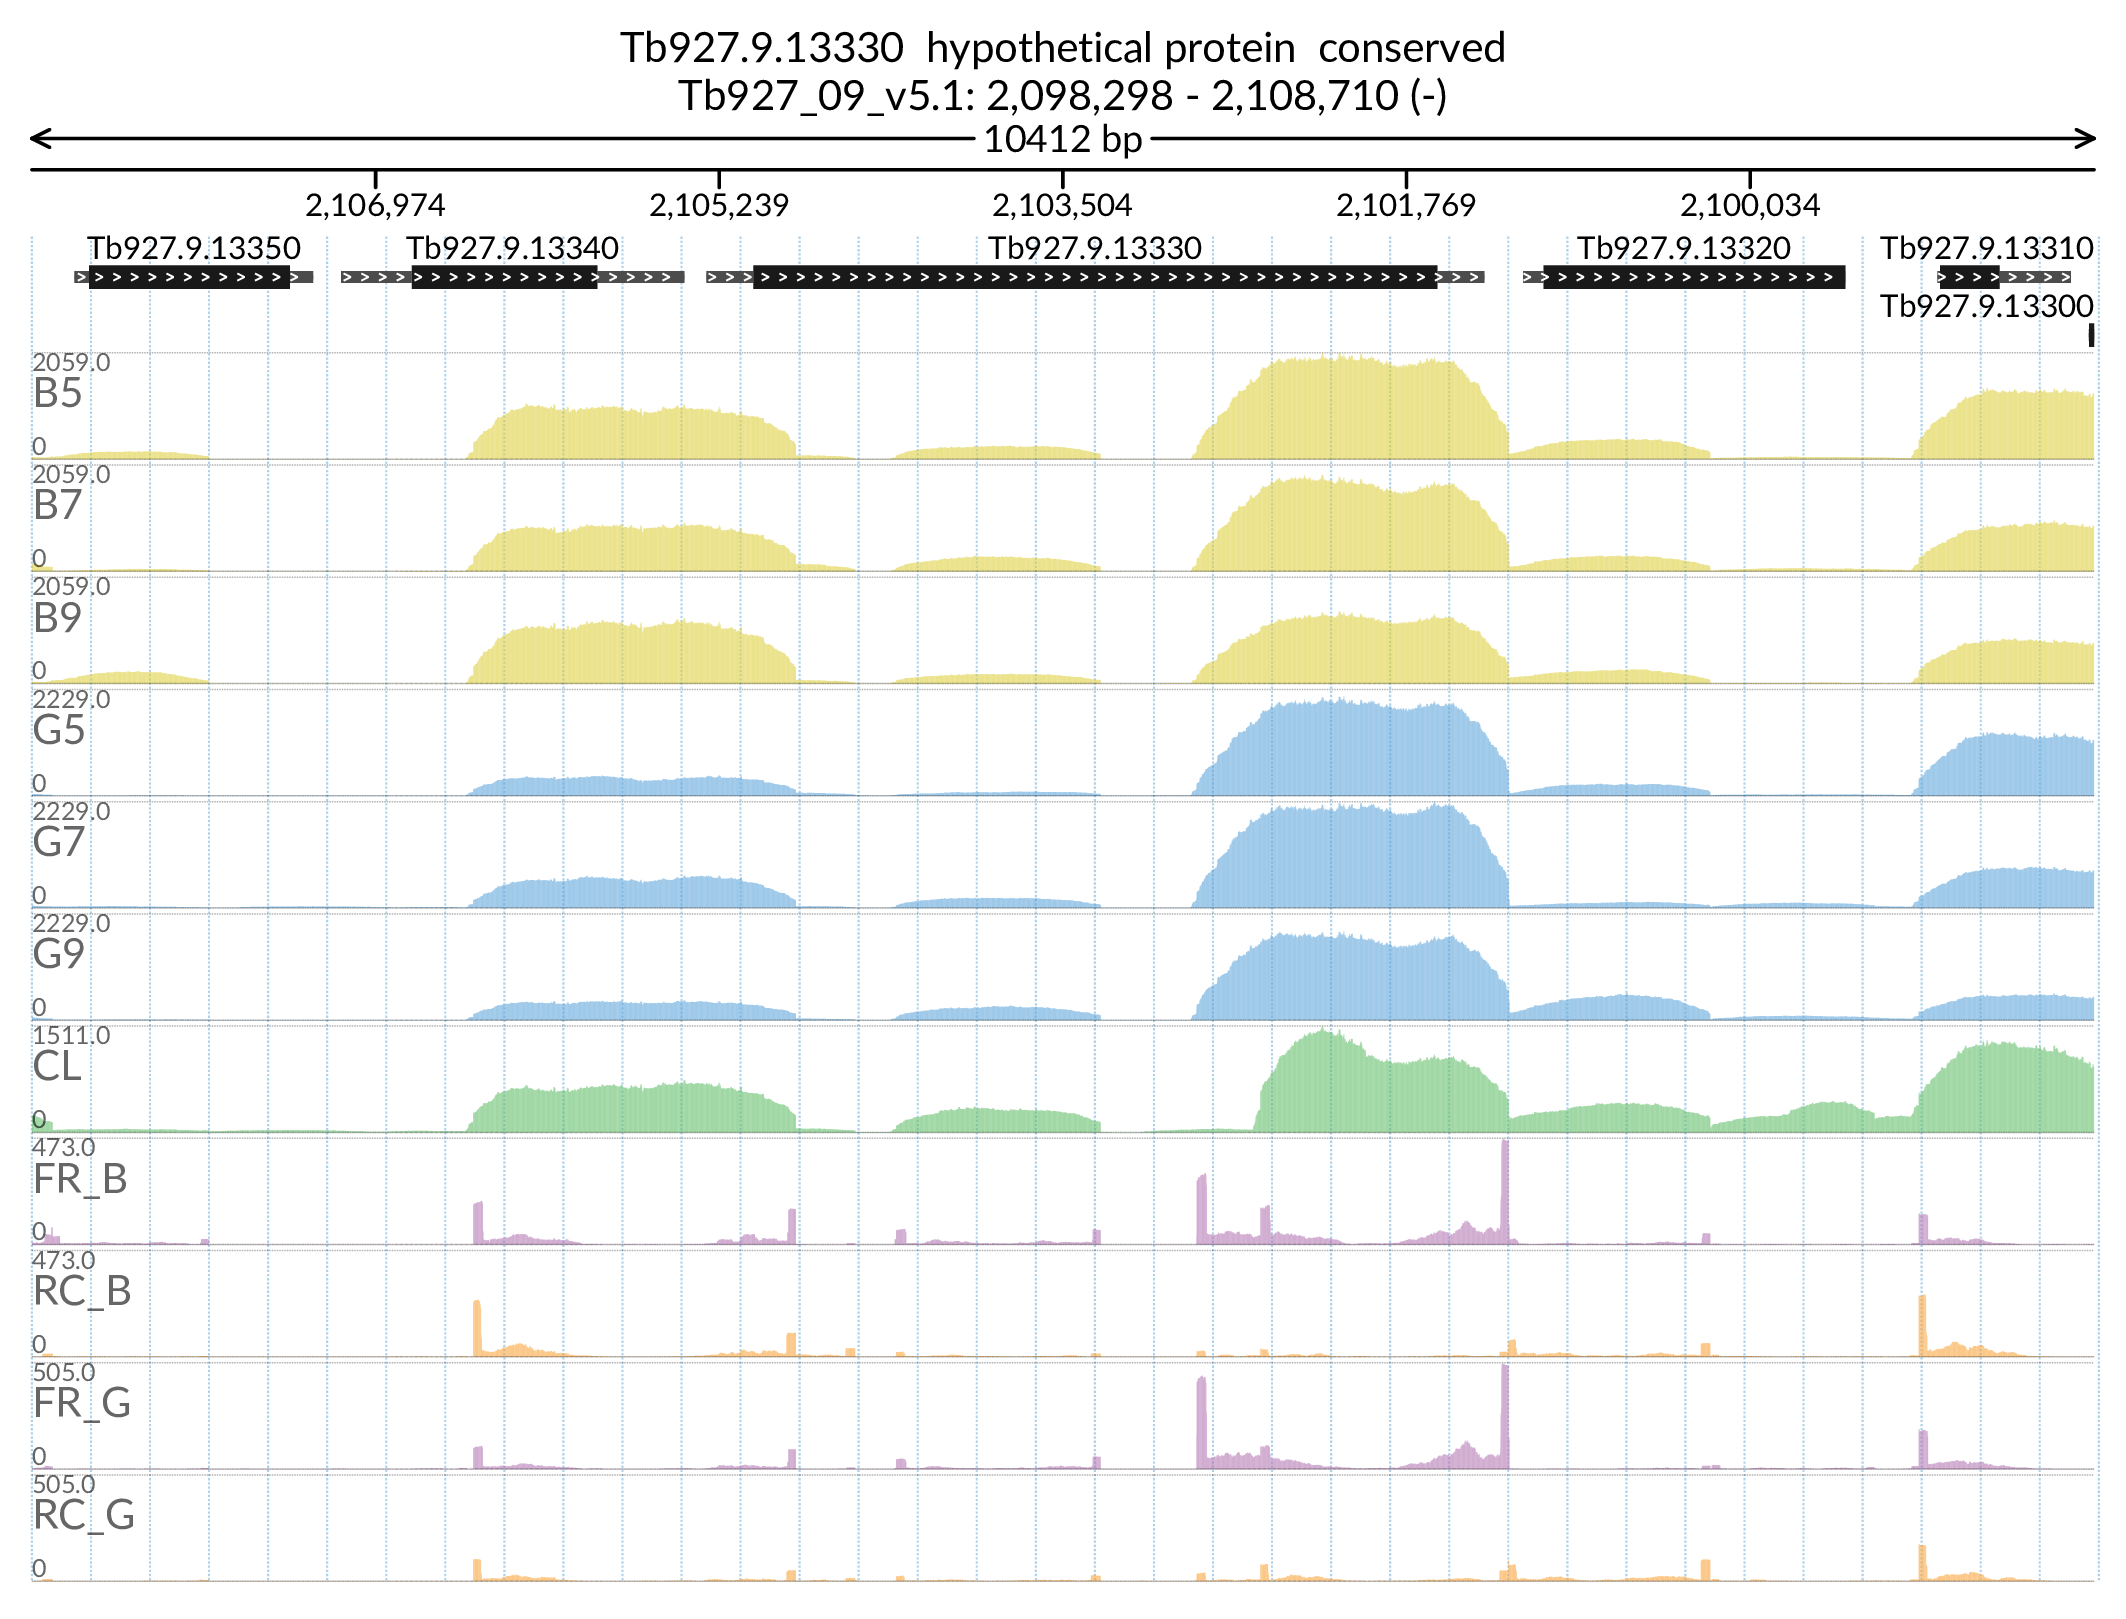 Tb927.9.13330 hypothetical protein conserved
Tb927_09_v5.1: 2,098,298 - 2,108,710 (-)
10412 bp
2,106,974 2,105,239 2,103,504 2,101,769 2,100,034
Tb927.9.13350 Tb927.9.13340 Tb927.9.13330 Tb927.9.13320 Tb927.9.13310
Tb927.9.13300
2059.0
B5
0
2059.0
B7
0
2059.0
B9
0
2229.0
G5
0
2229.0
G7
0
2229.0
G9
0
1511.0
CL
0
473.0
FR_B
0
473.0
RC_B
0
505.0
FR_G
0
505.0
RC_G
0